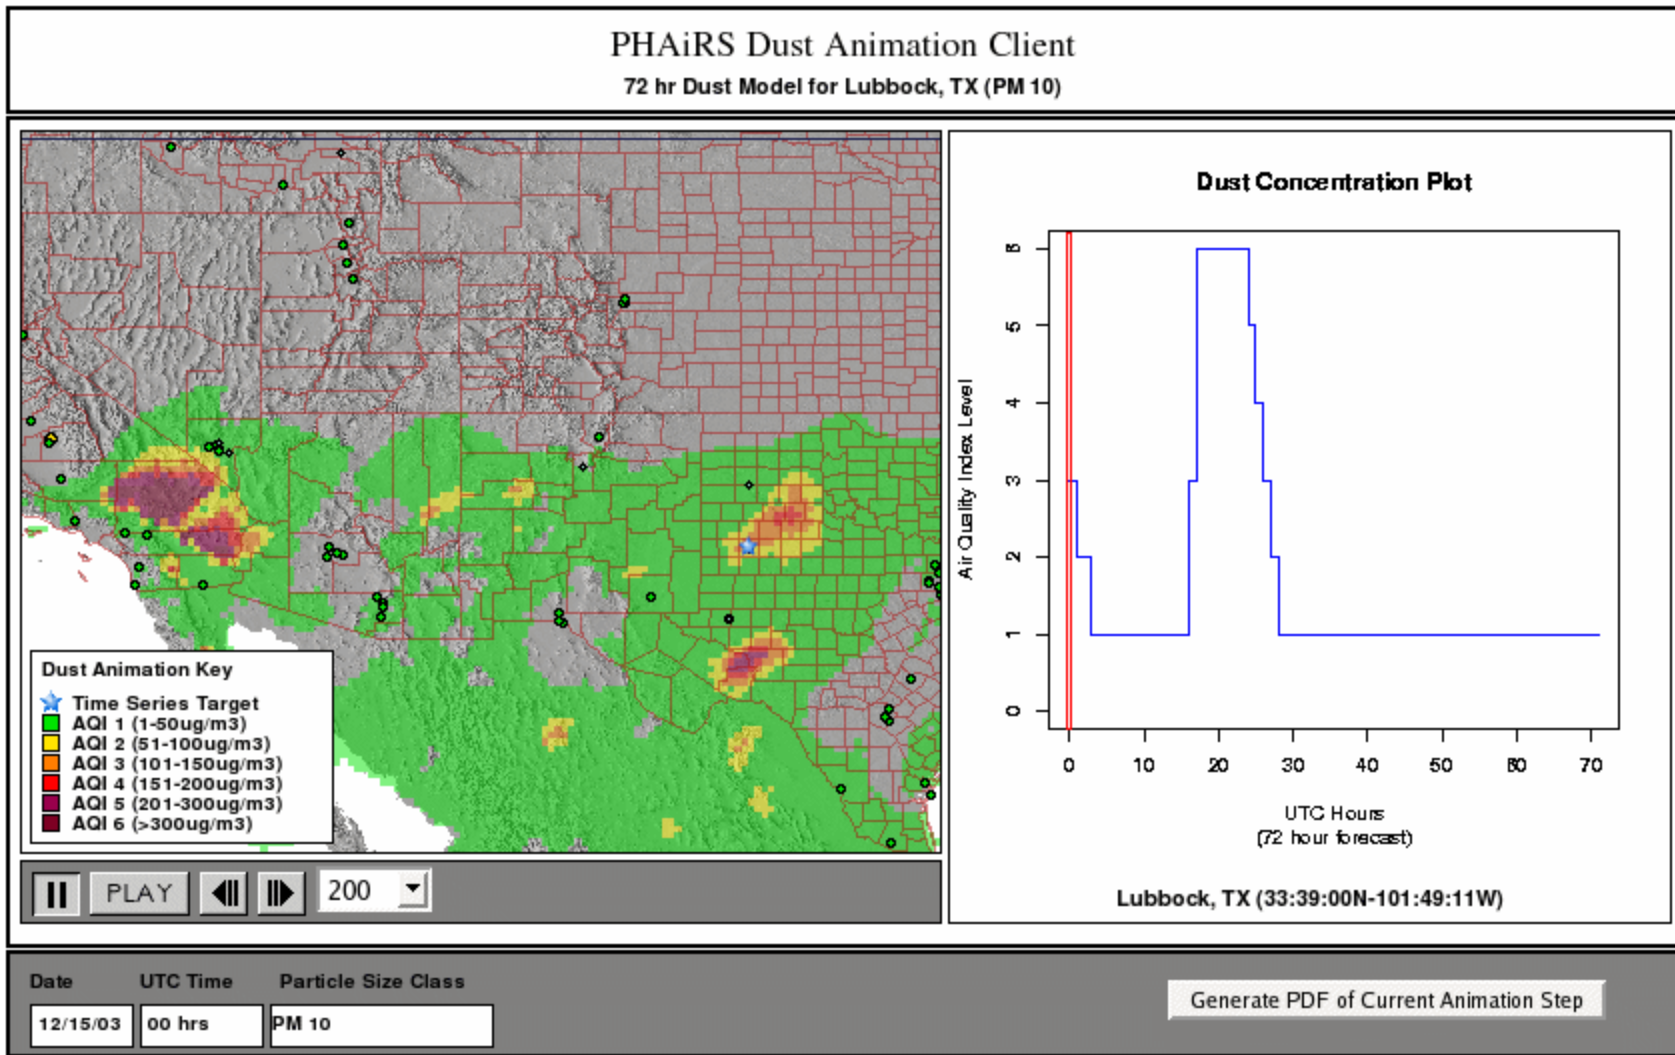 PHAiRS Dust Animation Client
72 hr Dust Model for Lubbock, TX (PM 10)
Dust Animation Key
Time Series Target
AQI 1 (1-50ug/m3)
AQI 2 (51-100ug/m3)
AQI 3 (101-150ug/m3)
AQI 4 (151-200ug/m3)
AQI 5 (201-300ug/m3)
AQI 6 (>300ug/m3)
PLAY
200
Dust Concentration Plot
Air Quality Index Level
6
5
4
3
2
1
0
0 10 20 30 40 50 60 70
UTC Hours
(72 hour forecast)
Lubbock, TX (33:39:00N-101:49:11W)
Date UTC Time Particle Size Class
12/15/03 00 hrs PM 10
Generate PDF of Current Animation Step